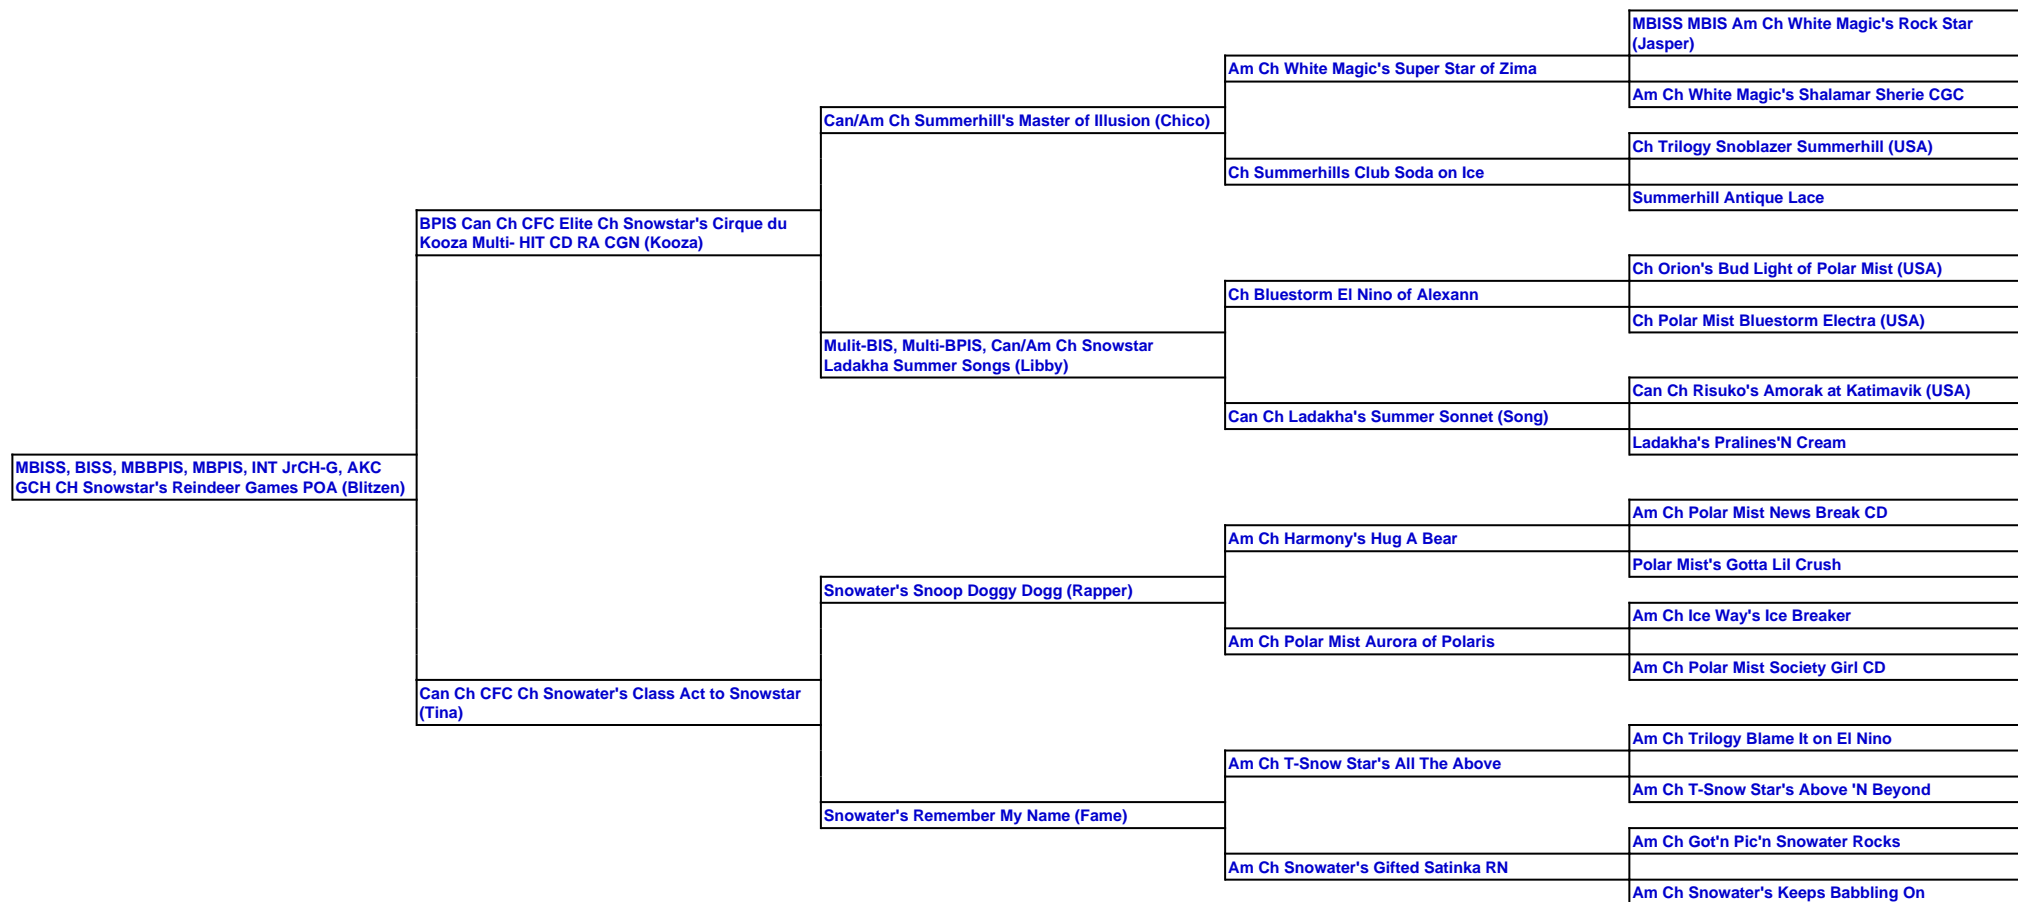 MBISS MBIS Am Ch White Magic's Rock Star
(Jasper)
Am Ch White Magic's Super Star of Zima
Am Ch White Magic's Shalamar Sherie CGC
Can/Am Ch Summerhill's Master of Illusion (Chico)
Ch Trilogy Snoblazer Summerhill (USA)
Ch Summerhills Club Soda on Ice
Summerhill Antique Lace
BPIS Can Ch CFC Elite Ch Snowstar's Cirque du
Kooza Multi- HIT CD RA CGN (Kooza)
Ch Orion's Bud Light of Polar Mist (USA)
Ch Bluestorm El Nino of Alexann
Ch Polar Mist Bluestorm Electra (USA)
Mulit-BIS, Multi-BPIS, Can/Am Ch Snowstar
Ladakha Summer Songs (Libby)
Can Ch Risuko's Amorak at Katimavik (USA)
Can Ch Ladakha's Summer Sonnet (Song)
Ladakha's Pralines'N Cream
MBISS, BISS, MBBPIS, MBPIS, INT JrCH-G, AKC
GCH CH Snowstar's Reindeer Games POA (Blitzen)
Am Ch Polar Mist News Break CD
Am Ch Harmony's Hug A Bear
Polar Mist's Gotta Lil Crush
Snowater's Snoop Doggy Dogg (Rapper)
Am Ch Ice Way's Ice Breaker
Am Ch Polar Mist Aurora of Polaris
Am Ch Polar Mist Society Girl CD
Can Ch CFC Ch Snowater's Class Act to Snowstar
(Tina)
Am Ch Trilogy Blame It on El Nino
Am Ch T-Snow Star's All The Above
Am Ch T-Snow Star's Above 'N Beyond
Snowater's Remember My Name (Fame)
Am Ch Got'n Pic'n Snowater Rocks
Am Ch Snowater's Gifted Satinka RN
Am Ch Snowater's Keeps Babbling On